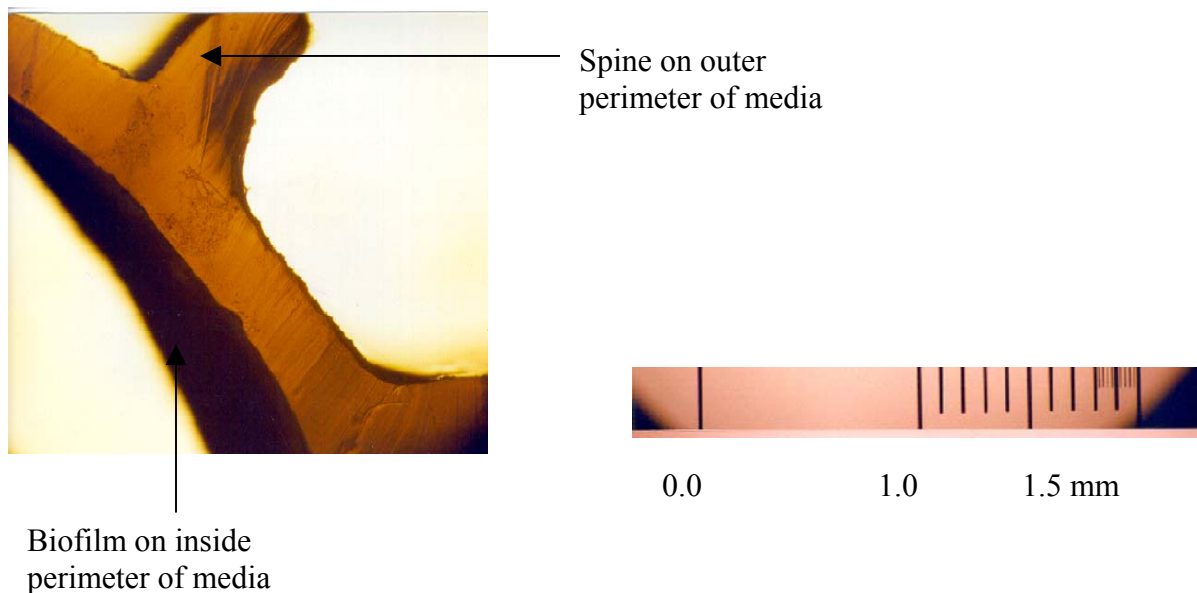 Spine on outer
perimeter of media
0.0 1.0 1.5 mm
Biofilm on inside
perimeter of media